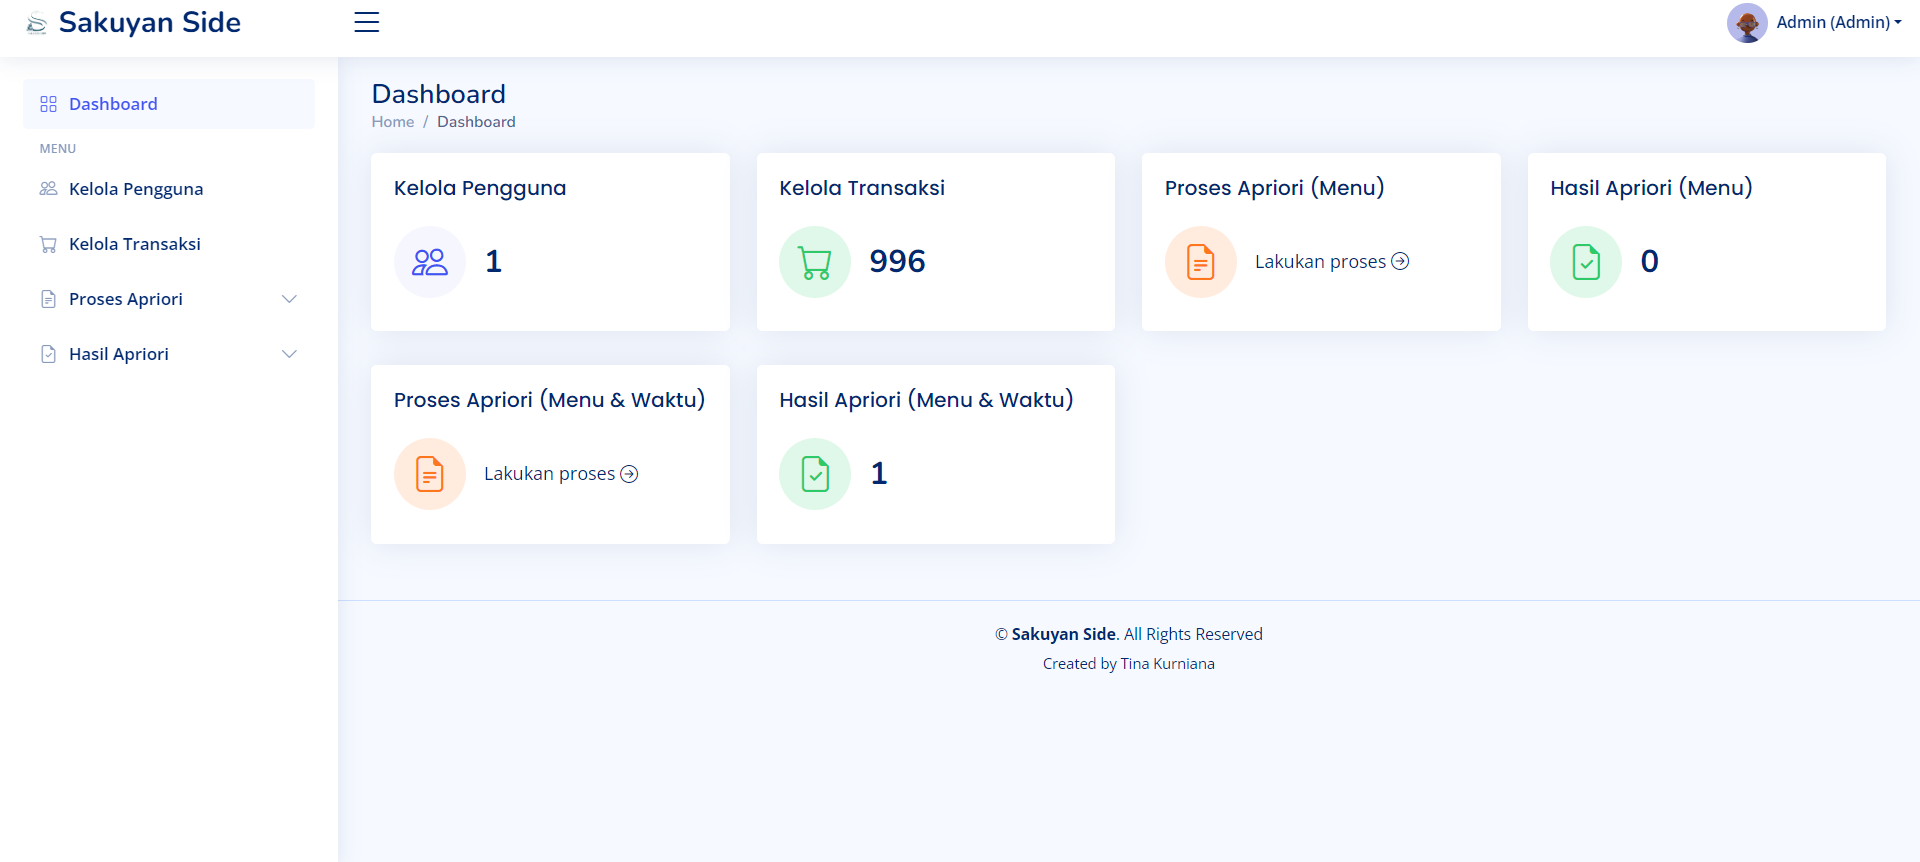 Sakuyan Side
Admin (Admin)
Dashboard
MENU
Kelola Pengguna
Kelola Transaksi
Proses Apriori
Hasil Apriori
Dashboard
Home / Dashboard
Kelola Pengguna
1
Kelola Transaksi
996
Proses Apriori (Menu)
Lakukan proses
Hasil Apriori (Menu)
0
Proses Apriori (Menu & Waktu)
Lakukan proses
Hasil Apriori (Menu & Waktu)
1
© Sakuyan Side. All Rights Reserved
Created by Tina Kurniana